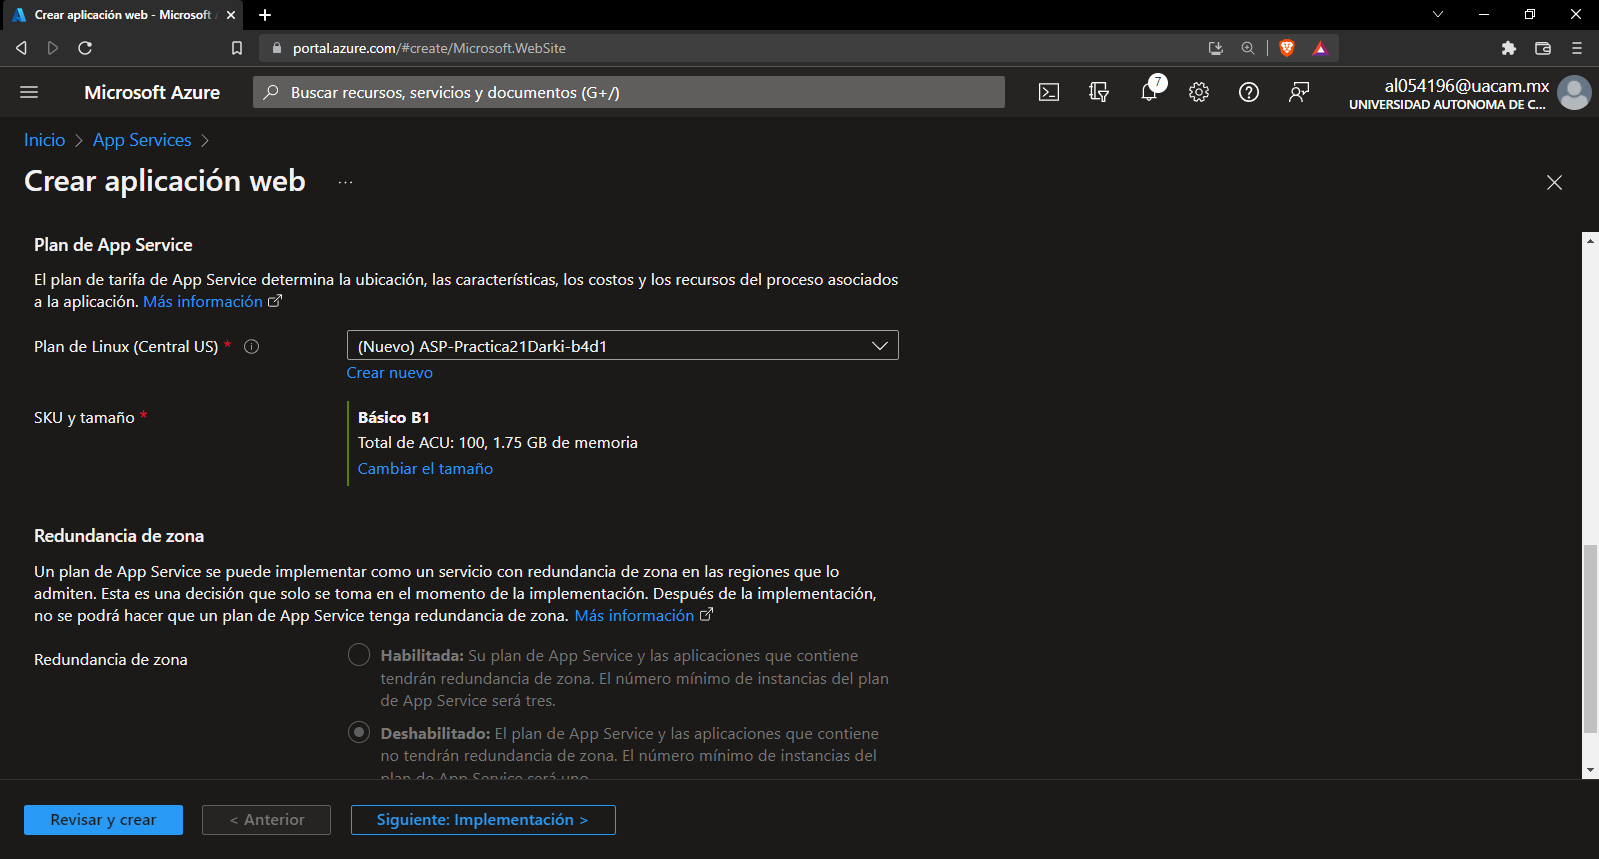 Crear aplicación web - Microsoft A
portal.azure.com/#create/Microsoft.WebSite
Microsoft Azure
Buscar recursos, servicios y documentos (G+/)
7
al054196@uacam.mx
UNIVERSIDAD AUTONOMA DE C...
Inicio > App Services >
Crear aplicación web ...
Plan de App Service
El plan de tarifa de App Service determina la ubicación, las características, los costos y los recursos del proceso asociados
a la aplicación. Más información
Plan de Linux (Central US) *
(Nuevo) ASP-Practica21Darki-b4d1
Crear nuevo
SKU y tamaño *
Básico B1
Total de ACU: 100, 1.75 GB de memoria
Cambiar el tamaño
Redundancia de zona
Un plan de App Service se puede implementar como un servicio con redundancia de zona en las regiones que lo
admiten. Esta es una decisión que solo se toma en el momento de la implementación. Después de la implementación,
no se podrá hacer que un plan de App Service tenga redundancia de zona. Más información
Redundancia de zona
Habilitada: Su plan de App Service y las aplicaciones que contiene
tendrán redundancia de zona. El número mínimo de instancias del plan
de App Service será tres.
Deshabilitado: El plan de App Service y las aplicaciones que contiene
no tendrán redundancia de zona. El número mínimo de instancias del
plan de App Service será uno.
Revisar y crear
< Anterior
Siguiente: Implementación >